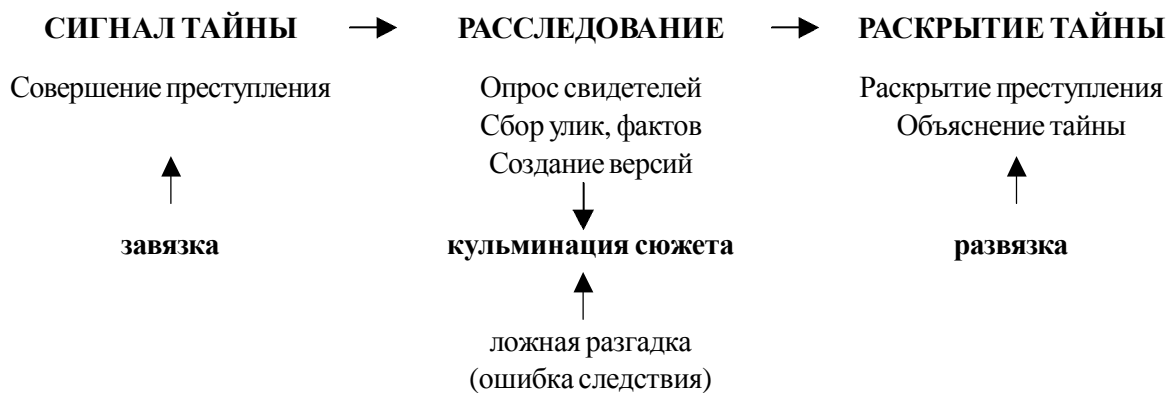 СИГНАЛ ТАЙНЫ РАССЛЕДОВАНИЕ РАСКРЫТИЕ ТАЙНЫ
Совершение преступления Опрос свидетелей Раскрытие преступления
Сбор улик, фактов Объяснение тайны
Создание версий
завязка кульминация сюжета развязка
ложная разгадка
(ошибка следствия)